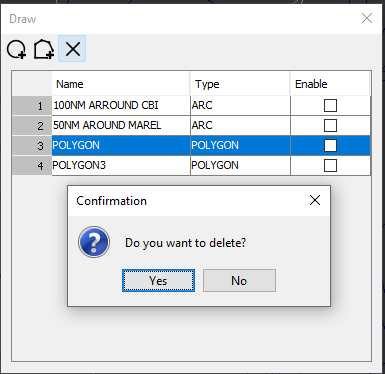 Draw
Name Type Enable
1 100NM ARROUND CBI ARC
2 50NM AROUND MAREL ARC
3 POLYGON POLYGON
4 POLYGON3 POLYGON
Confirmation
Do you want to delete?
Yes No